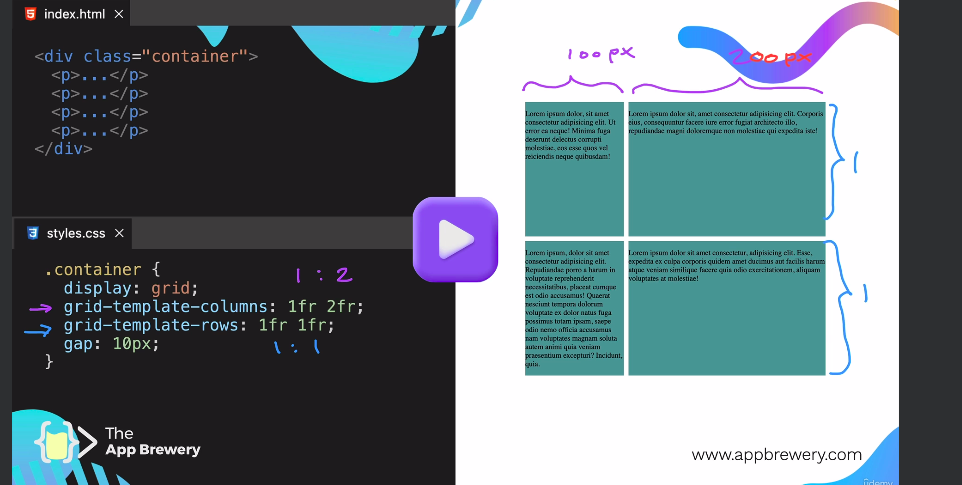 index.html
<div class="container">
<p>...</p>
<p>...</p>
<p>...</p>
<p>...</p>
</div>
styles.css
.container {
display: grid;
grid-template-columns: 1fr 2fr;
grid-template-rows: 1fr 1fr;
gap: 10px;
}
1 : 2
1 : 1
The
App Brewery
100px
200px
Lorem ipsum dolor, sit amet
consectetur adipisicing elit. Ut
error ea neque! Minima fuga
deserunt delectus corrupti
molestiae, eos esse quos vel
reiciendis neque quibusdam!
Lorem ipsum dolor sit amet consectetur adipisicing elit. Corporis
eius, consequuntur facere iure error fugiat architecto illo,
repudiandae magni doloremque non molestiae qui expedita iste!
1
Lorem ipsum, dolor sit amet
consectetur adipisicing elit.
Repudiandae porro a harum in
voluptate reprehenderit
necessitatibus, placeat cumque
est odio accusantium! Quaerat
nesciunt tempora dolorum
voluptate ex dolor natus fuga
possimus totam ipsam, saepe
odio nemo officia accusamus
nam voluptates magnam soluta
autem animi quia veniam
praesentium excepturi? Incidunt,
quia.
Lorem ipsum dolor sit amet consectetur, adipisicing elit. Esse,
expedita ex culpa corporis quidem amet ducimus aut facilis harum
atque veniam similique facere quia odio exercitationem, aliquam
voluptates at molestiae!
1
www.appbrewery.com
udemy